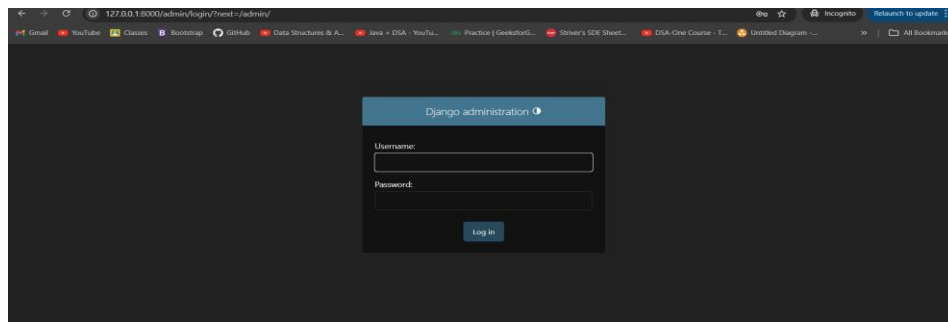 127.0.0.1:8000/admin/login/?next=/admin/ Incognito Relaunch to update
Gmail YouTube Classes Bootstrap GitHub Data Structures & A... Java + DSA - YouTu... Practice | GeeksforG... Striver's SDE Sheet... DSA-One Course - T... Untitled Diagram -... » All Bookmark
Django administration
Username:
Password:
Log in